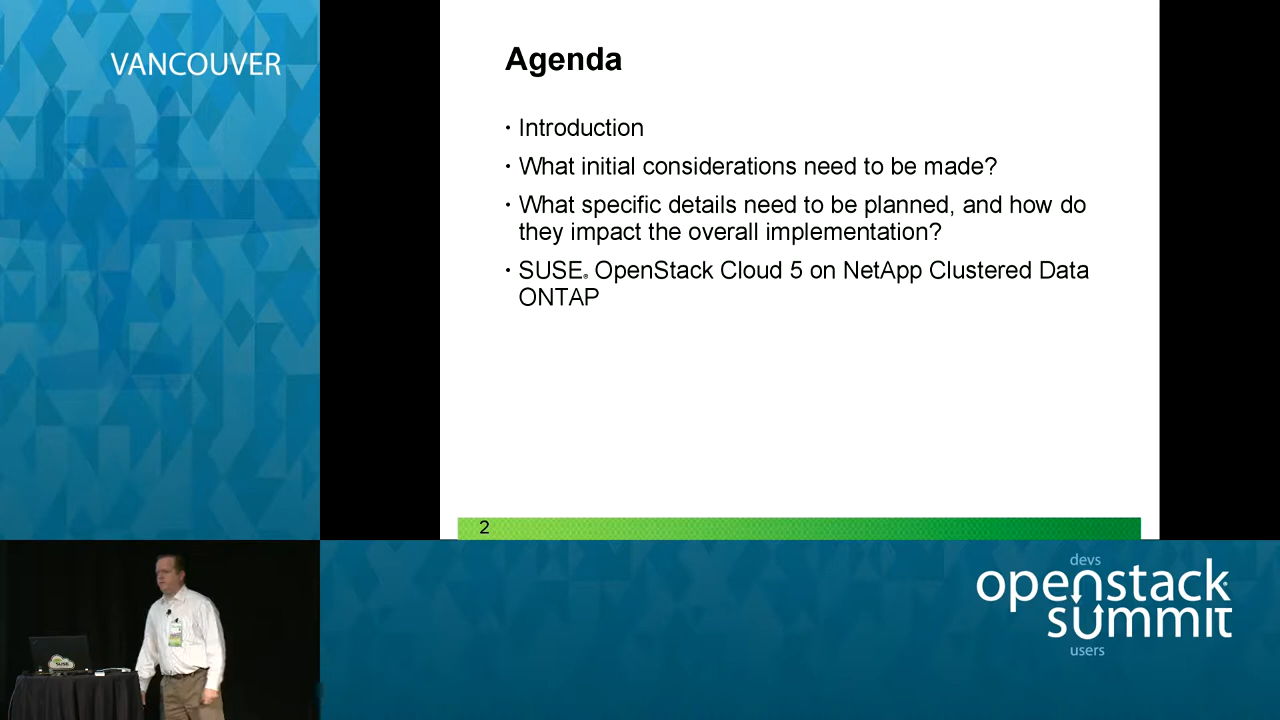 VANCOUVER
Agenda
• Introduction
• What initial considerations need to be made?
• What specific details need to be planned, and how do
they impact the overall implementation?
• SUSE® OpenStack Cloud 5 on NetApp Clustered Data
ONTAP
2
SUSE
devs
openstack
summit
users